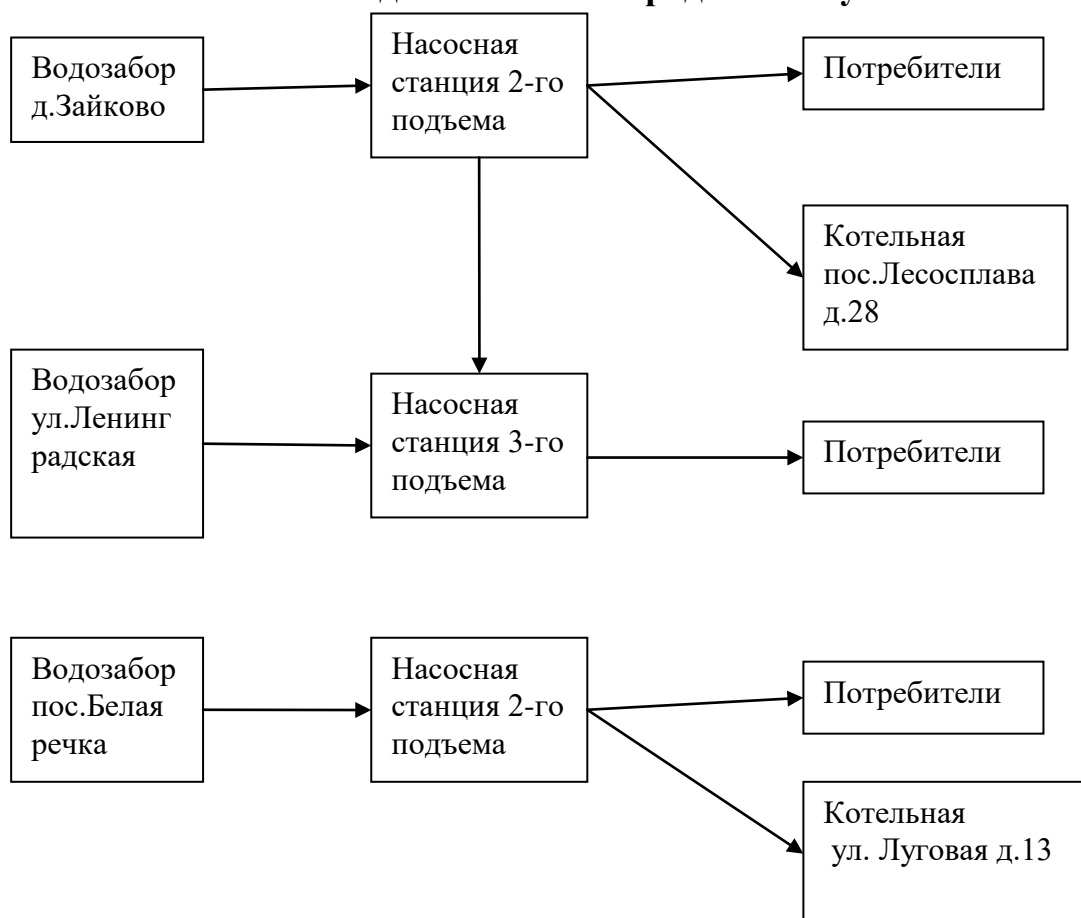 Водозабор
д.Зайково
Насосная
станция 2-го
подъема
Потребители
Котельная
пос.Лесосплава
д.28
Водозабор
ул.Ленинг
радская
Насосная
станция 3-го
подъема
Потребители
Водозабор
пос.Белая
речка
Насосная
станция 2-го
подъема
Потребители
Котельная
ул. Луговая д.13